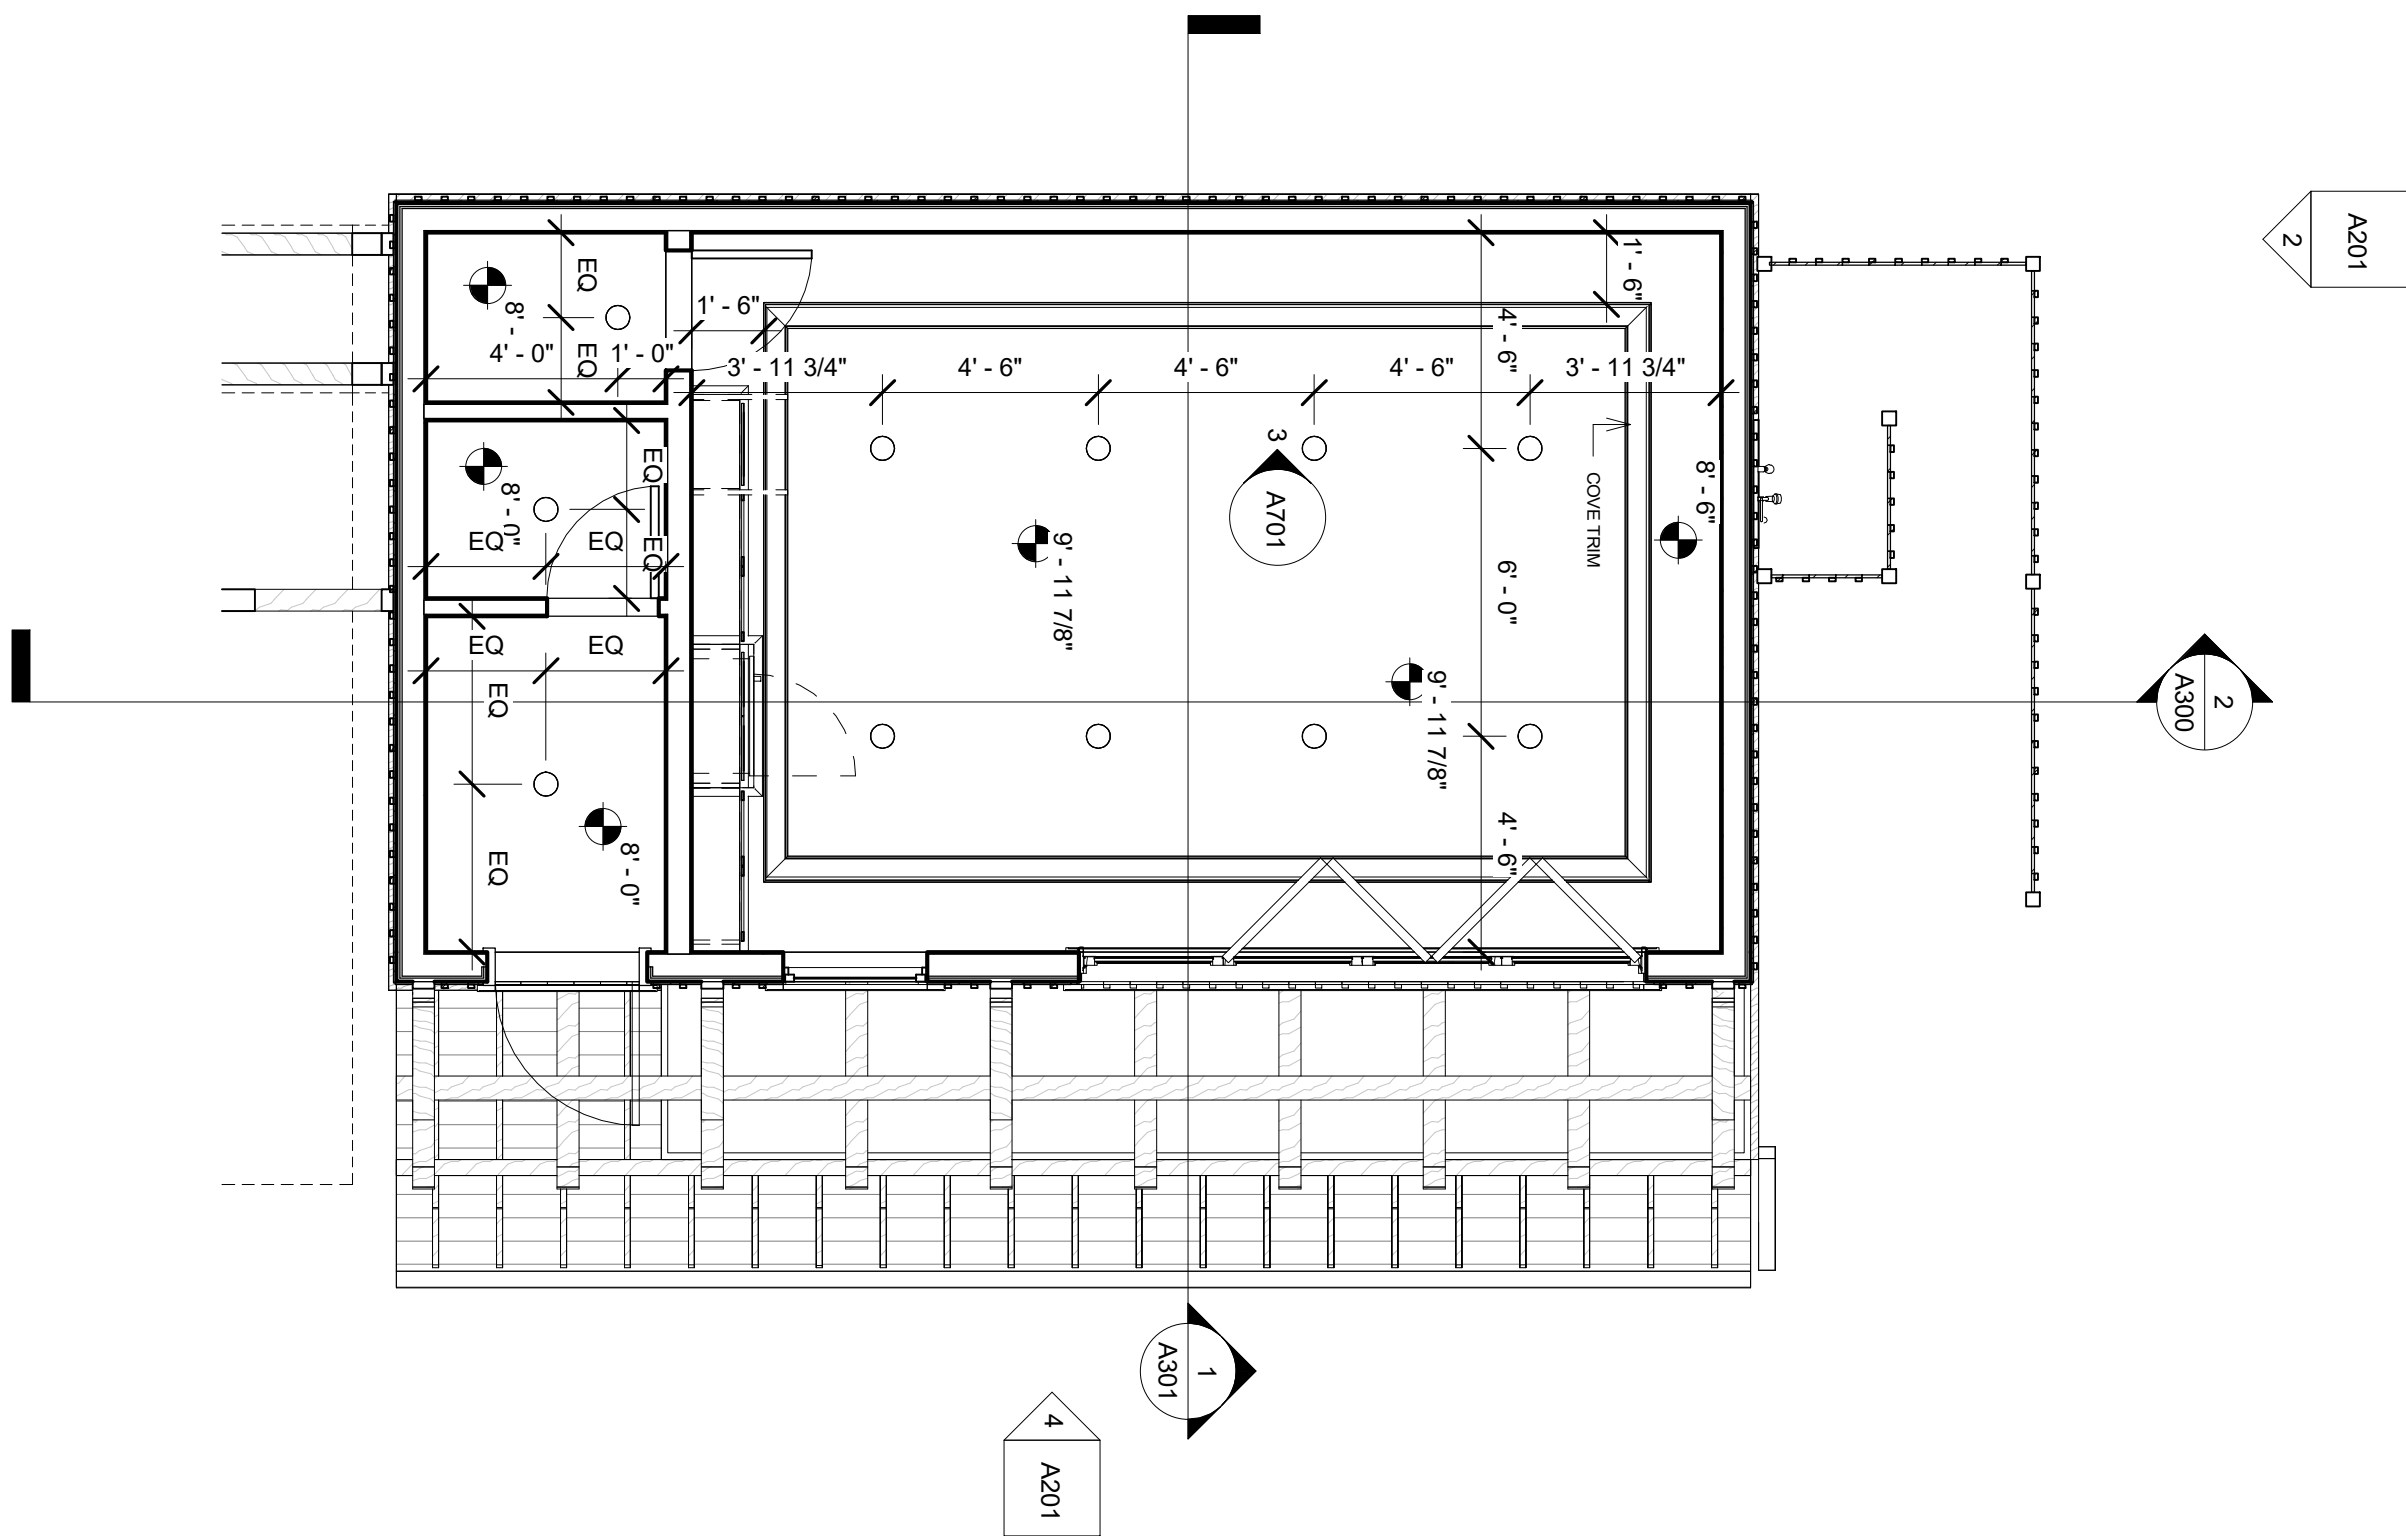 A201
2
EQ
8' - 0"
EQ
4' - 0"
1' - 0"
1' - 6"
1' - 6"
4' - 6"
3' - 11 3/4"
4' - 6"
4' - 6"
4' - 6"
3' - 11 3/4"
3
A701
COVE TRIM
8' - 6"
EQ
8' - 0"
EQ
EQ
EQ
9' - 11 7/8"
6' - 0"
EQ
EQ
EQ
9' - 11 7/8"
2
A300
EQ
8' - 0"
4' - 6"
1
A301
4
A201